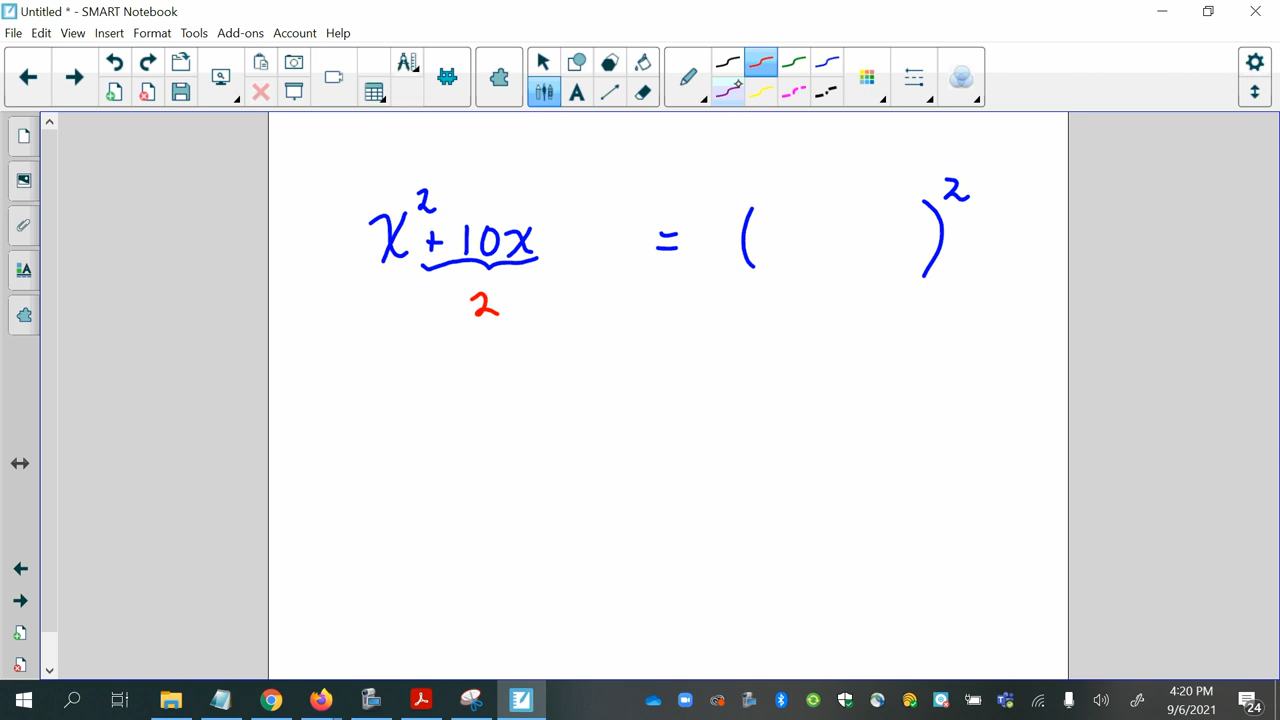 Untitled * - SMART Notebook
File Edit View Insert Format Tools Add-ons Account Help
x² + 10x = ( )²
2
4:20 PM
9/6/2021
24